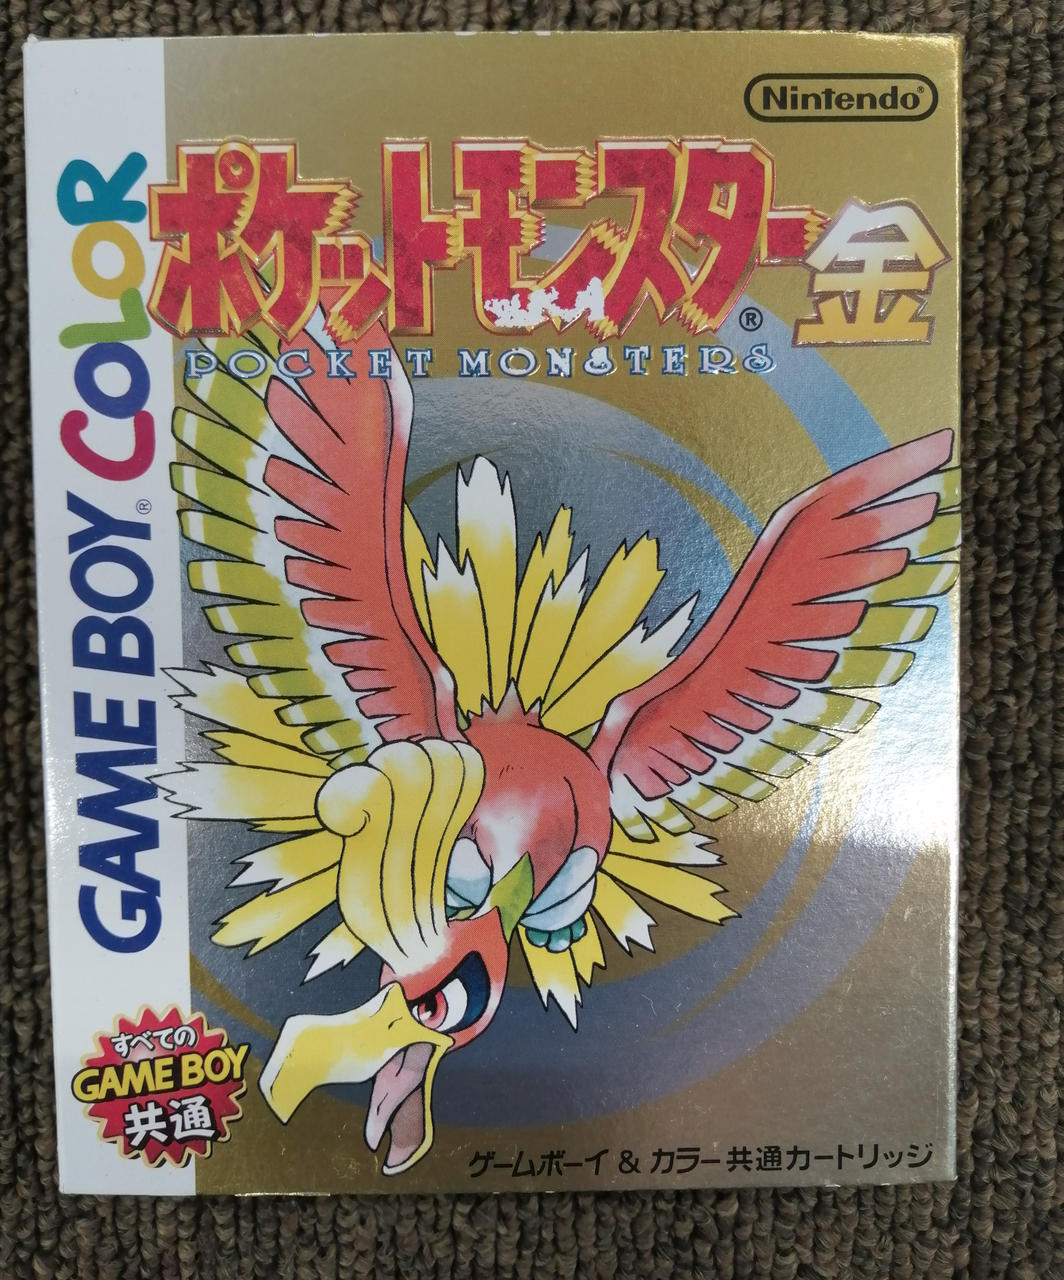 Nintendo®
ポケットモンスター金
®
POCKET MONSTERS
GAME BOY® COLOR
すべての
GAME BOY
共通
ゲームボーイ & カラー共通カートリッジ